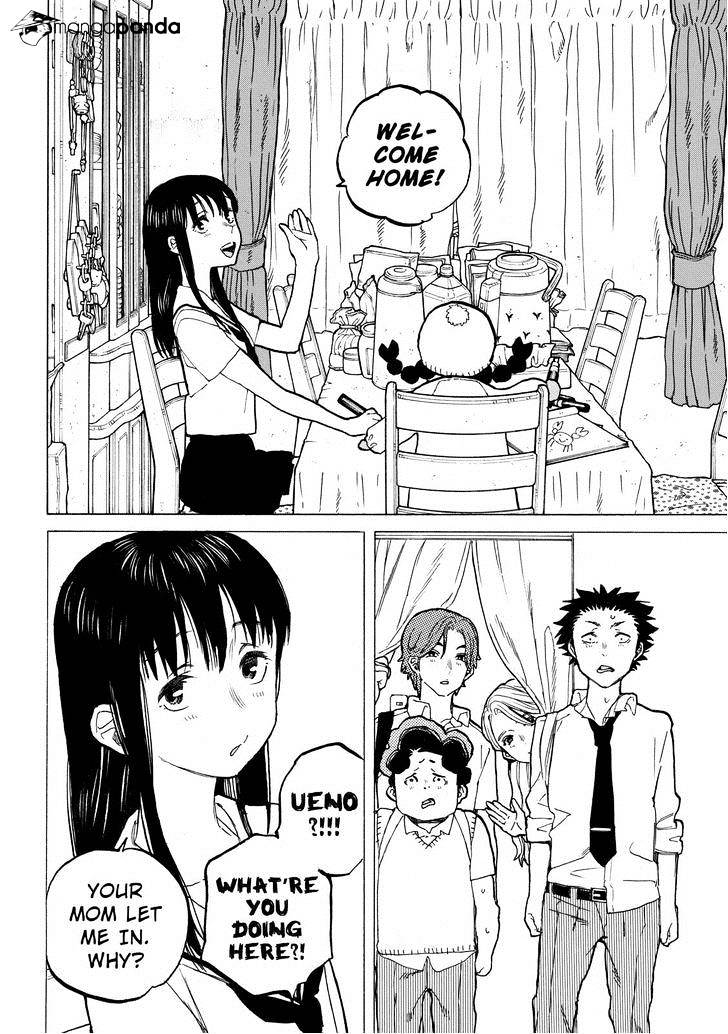 mangapanda
WEL-
COME
HOME!
UENO
?!!!
WHAT'RE
YOU
DOING
HERE?!
YOUR
MOM LET
ME IN.
WHY?